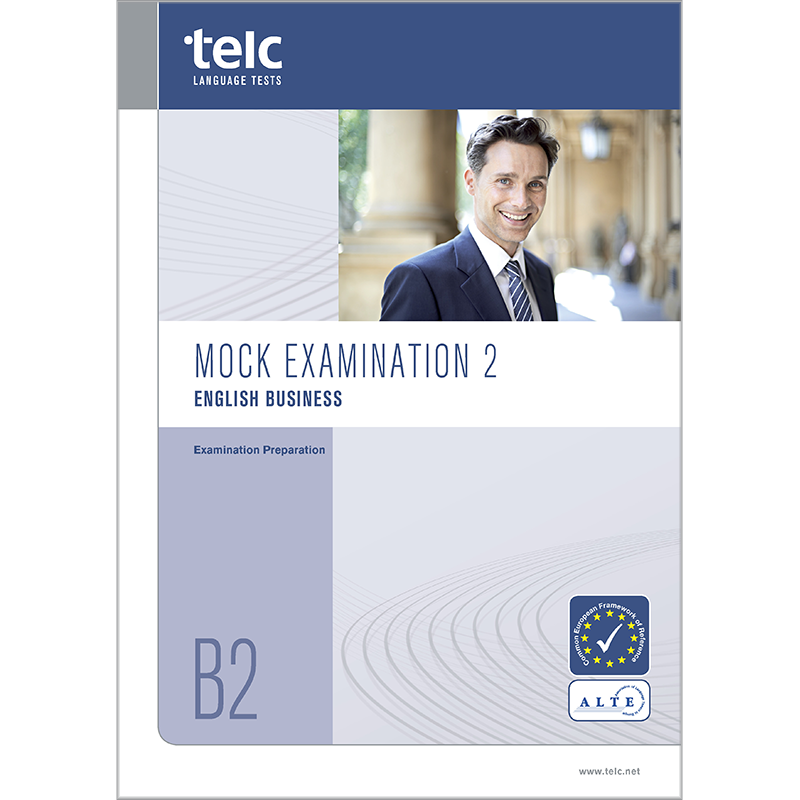 telc
LANGUAGE TESTS
MOCK EXAMINATION 2
ENGLISH BUSINESS
Examination Preparation
B2
Common European Framework of Reference
ALTE
www.telc.net